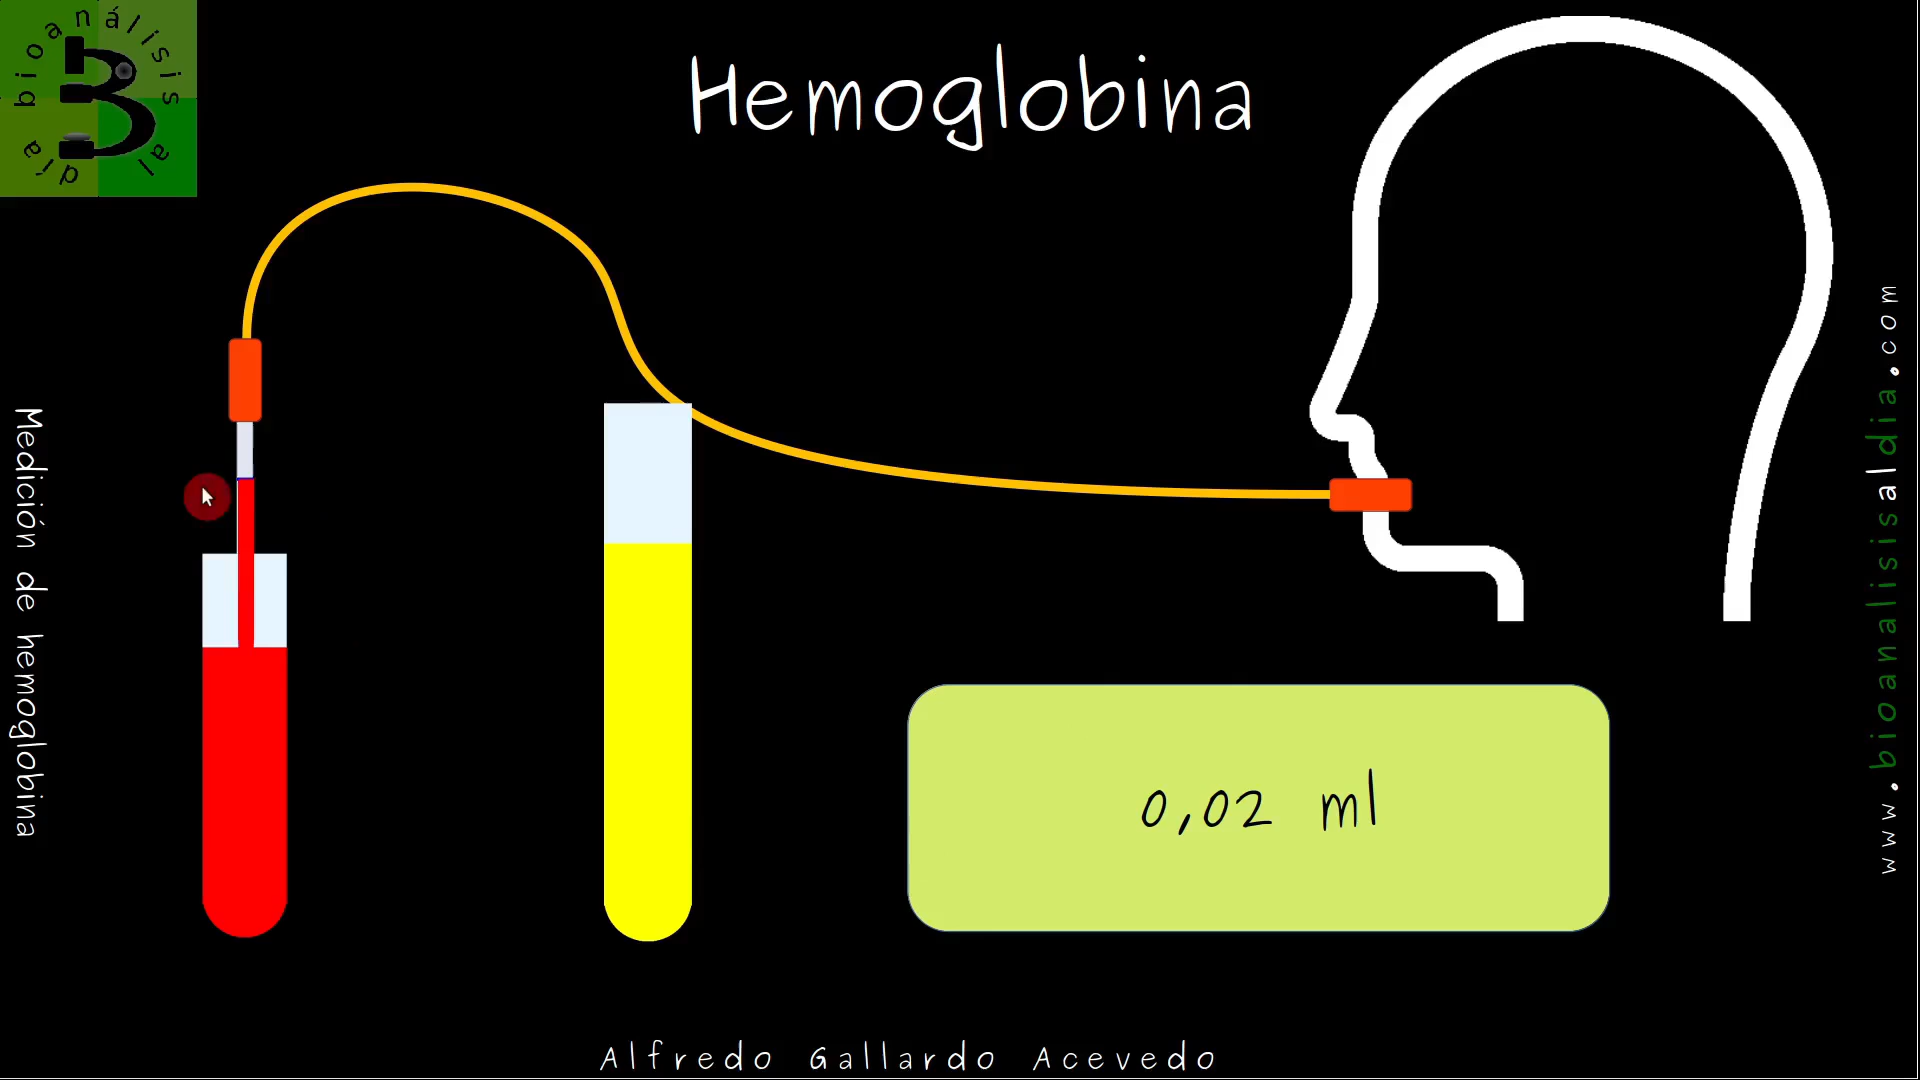 bioanálisis al día
Hemoglobina
Medición de hemoglobina
0,02 ml
www.bioanalisisaldia.com
Alfredo Gallardo Acevedo